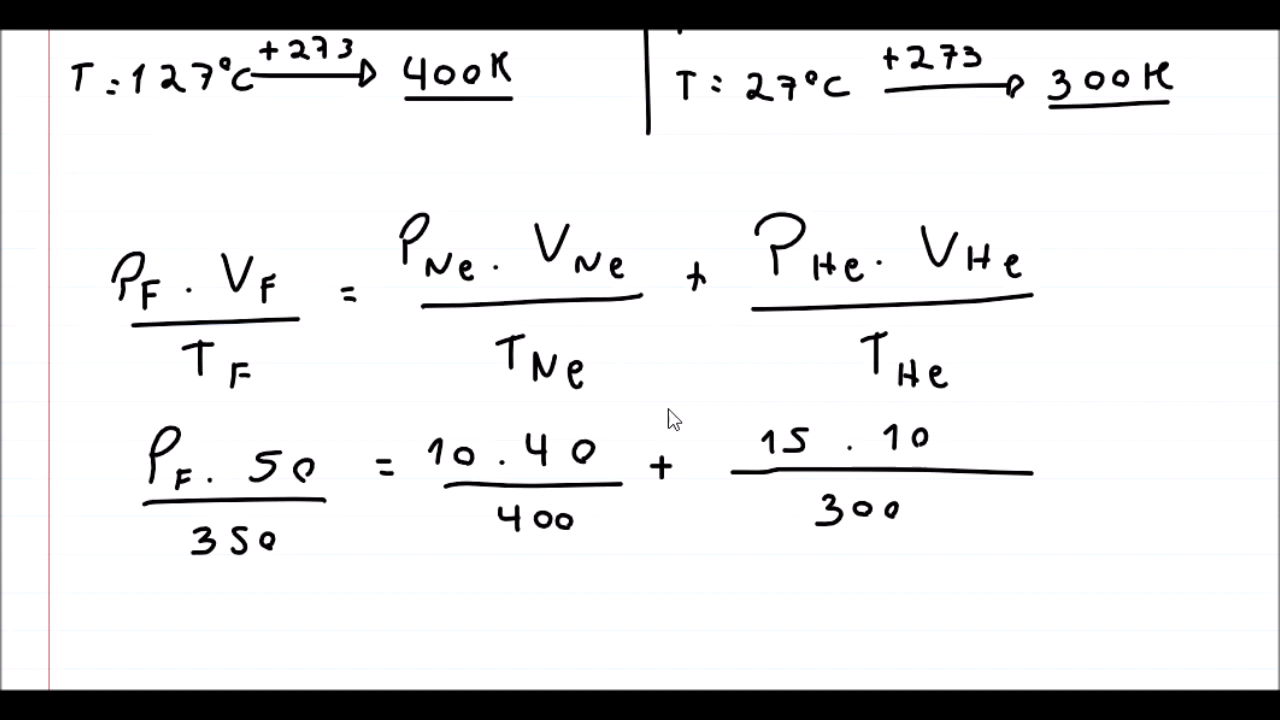 T = 127°C +273 → 400K
T = 27°C +273 → 300K
P_F . V_F / T_F = P_Ne . V_Ne / T_Ne + P_He . V_He / T_He
P_F . 50 / 350 = 10 . 40 / 400 + 15 . 10 / 300